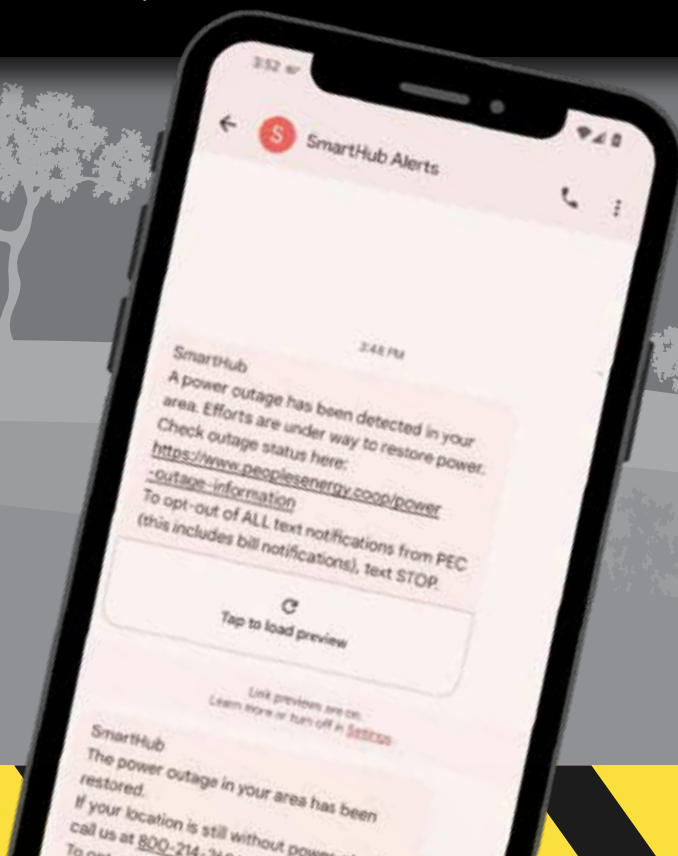 3:52
S SmartHub Alerts
3:48 PM
SmartHub
A power outage has been detected in your
area. Efforts are under way to restore power.
Check outage status here:
https://www.peoplesenergy.coop/power
-outage-information
To opt-out of ALL text notifications from PEC
(this includes bill notifications), text STOP.
Tap to load preview
Link previews are on.
Learn more or turn off in Settings
SmartHub
The power outage in your area has been
restored.
If your location is still without power
call us at 800-214-
To